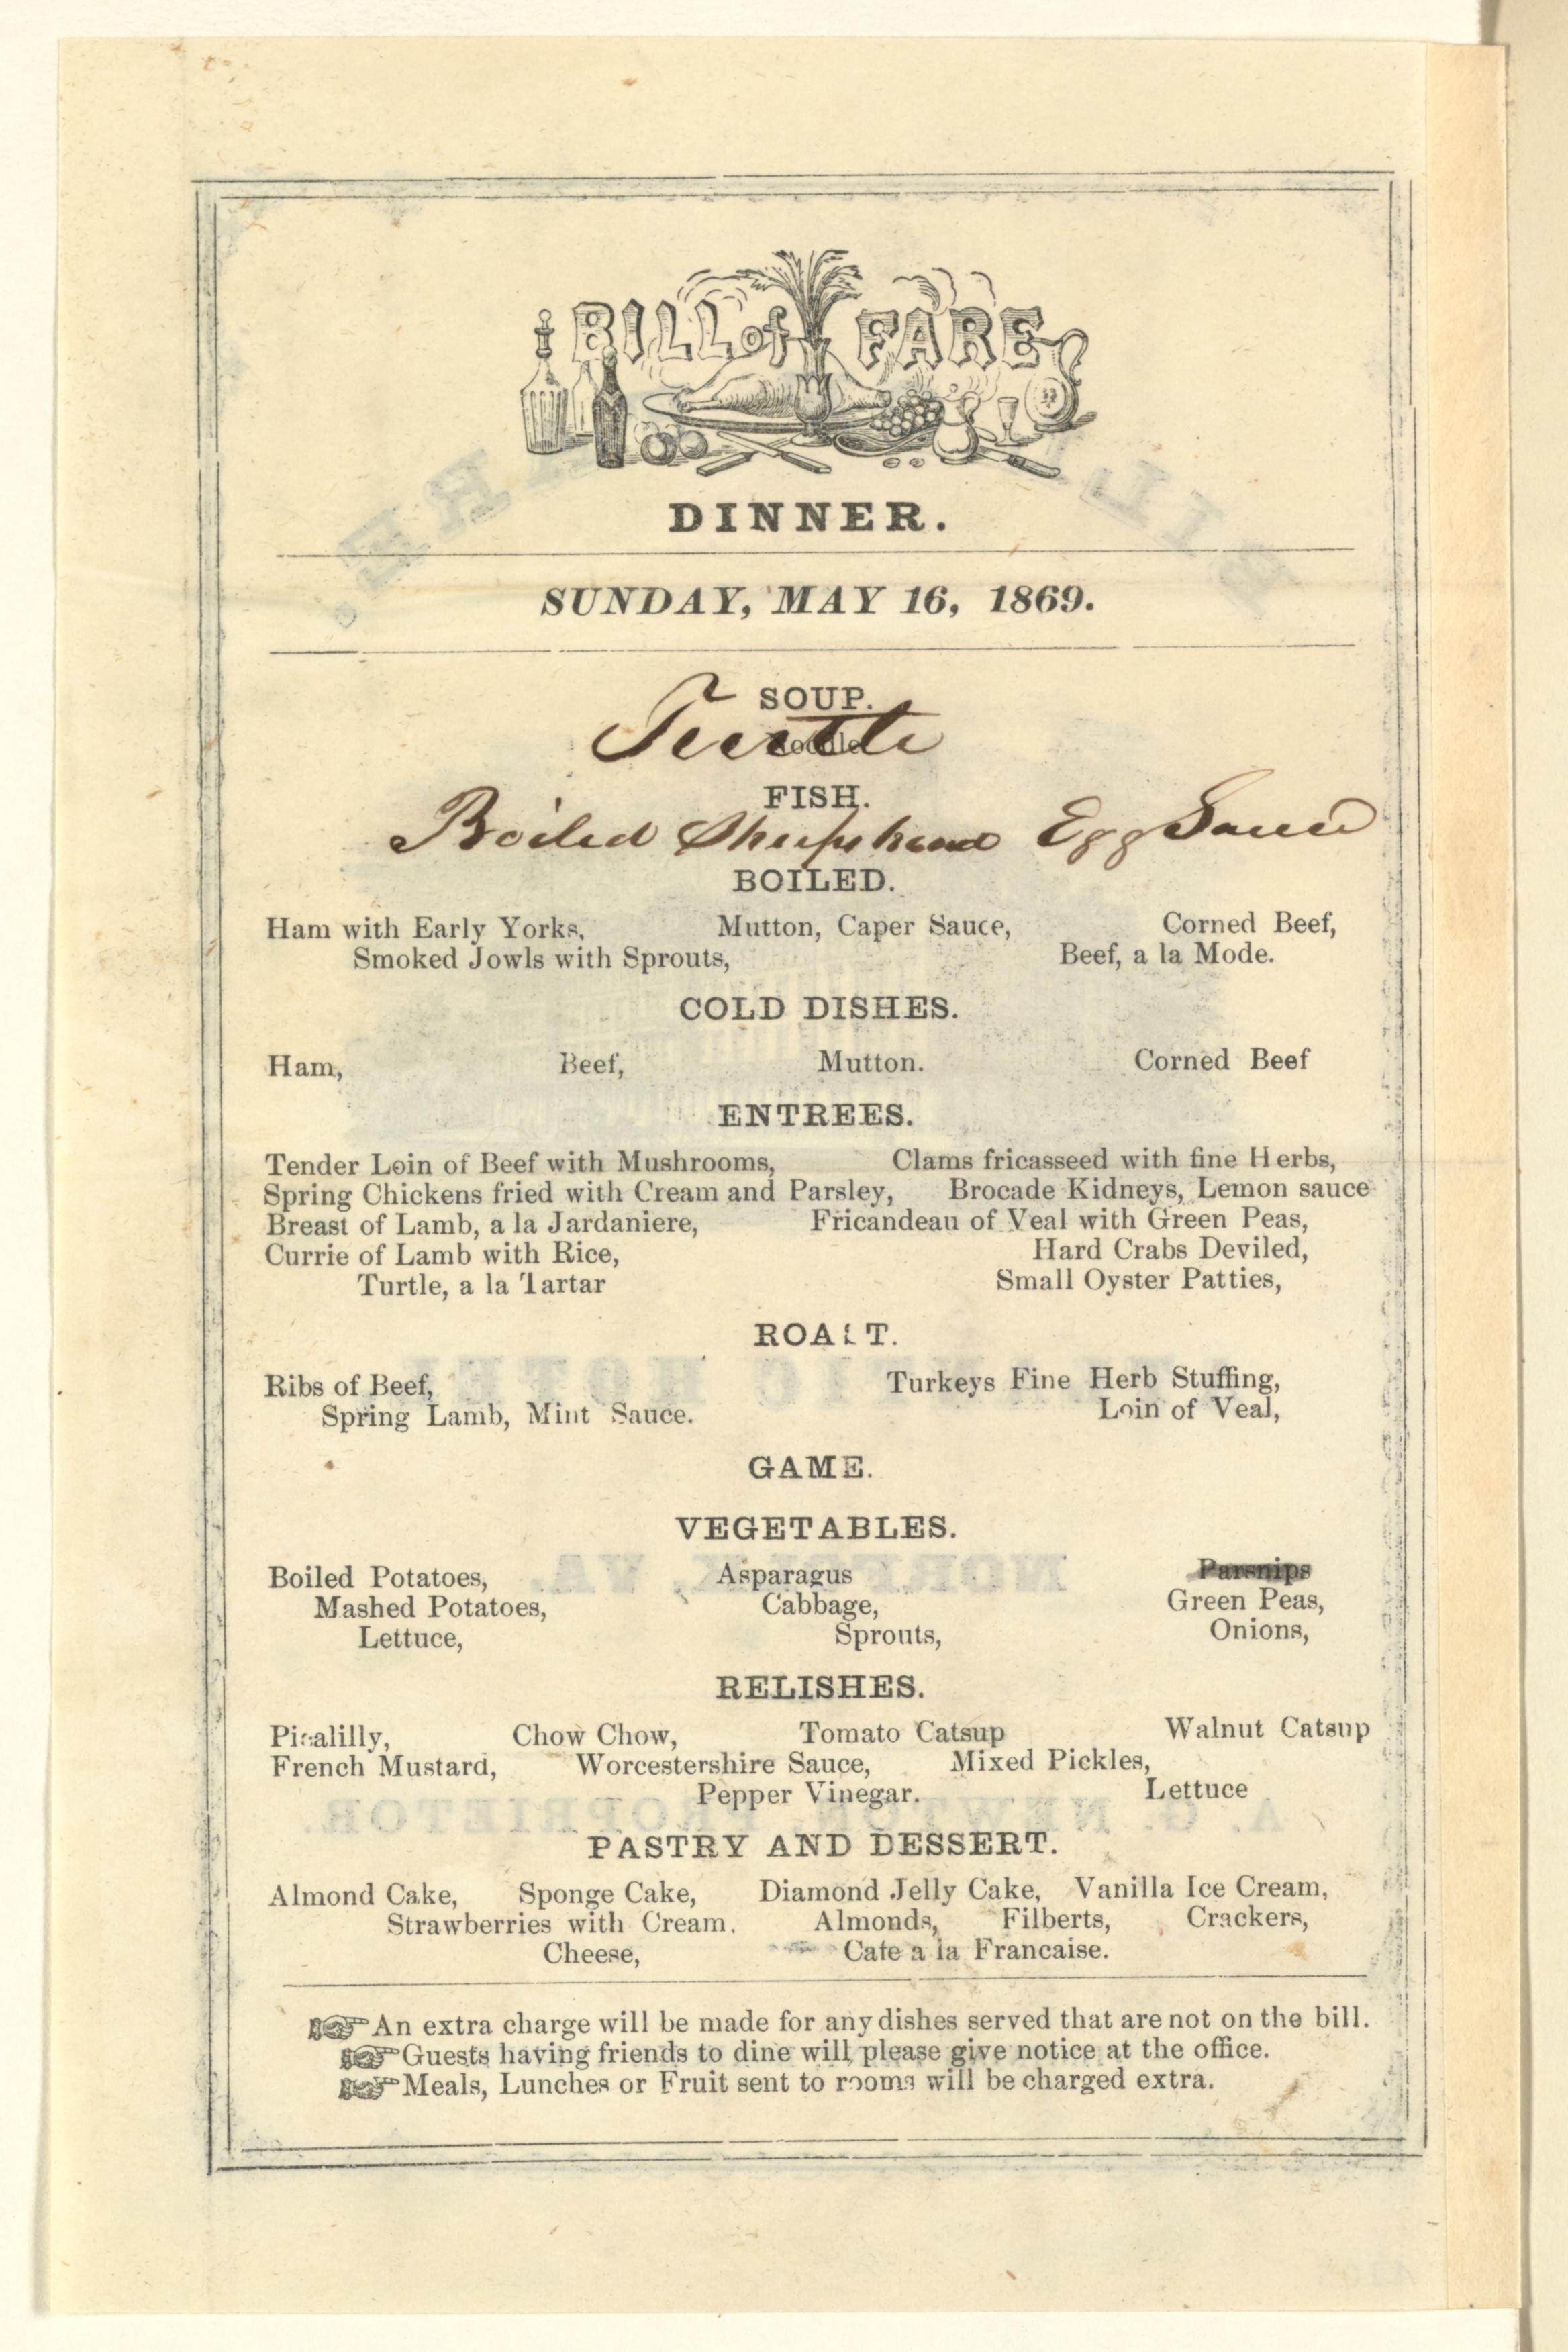 BILL of FARE
DINNER.
SUNDAY, MAY 16, 1869.
SOUP.
Turtle
FISH.
Boiled Sheepshead Egg Sauce
BOILED.
Ham with Early Yorks, Mutton, Caper Sauce, Corned Beef,
Smoked Jowls with Sprouts, Beef, a la Mode.
COLD DISHES.
Ham, Beef, Mutton. Corned Beef
ENTREES.
Tender Loin of Beef with Mushrooms, Clams fricasseed with fine Herbs,
Spring Chickens fried with Cream and Parsley, Brocade Kidneys, Lemon sauce
Breast of Lamb, a la Jardaniere, Fricandeau of Veal with Green Peas,
Currie of Lamb with Rice, Hard Crabs Deviled,
Turtle, a la Tartar Small Oyster Patties,
ROAST.
Ribs of Beef, Turkeys Fine Herb Stuffing,
Spring Lamb, Mint Sauce. Loin of Veal,
GAME.
VEGETABLES.
Boiled Potatoes, Asparagus Parsnips
Mashed Potatoes, Cabbage, Green Peas,
Lettuce, Sprouts, Onions,
RELISHES.
Picalilly, Chow Chow, Tomato Catsup Walnut Catsup
French Mustard, Worcestershire Sauce, Mixed Pickles,
Pepper Vinegar. Lettuce
PASTRY AND DESSERT.
Almond Cake, Sponge Cake, Diamond Jelly Cake, Vanilla Ice Cream,
Strawberries with Cream. Almonds, Filberts, Crackers,
Cheese, Cafe a la Francaise.
An extra charge will be made for any dishes served that are not on the bill.
Guests having friends to dine will please give notice at the office.
Meals, Lunches or Fruit sent to rooms will be charged extra.